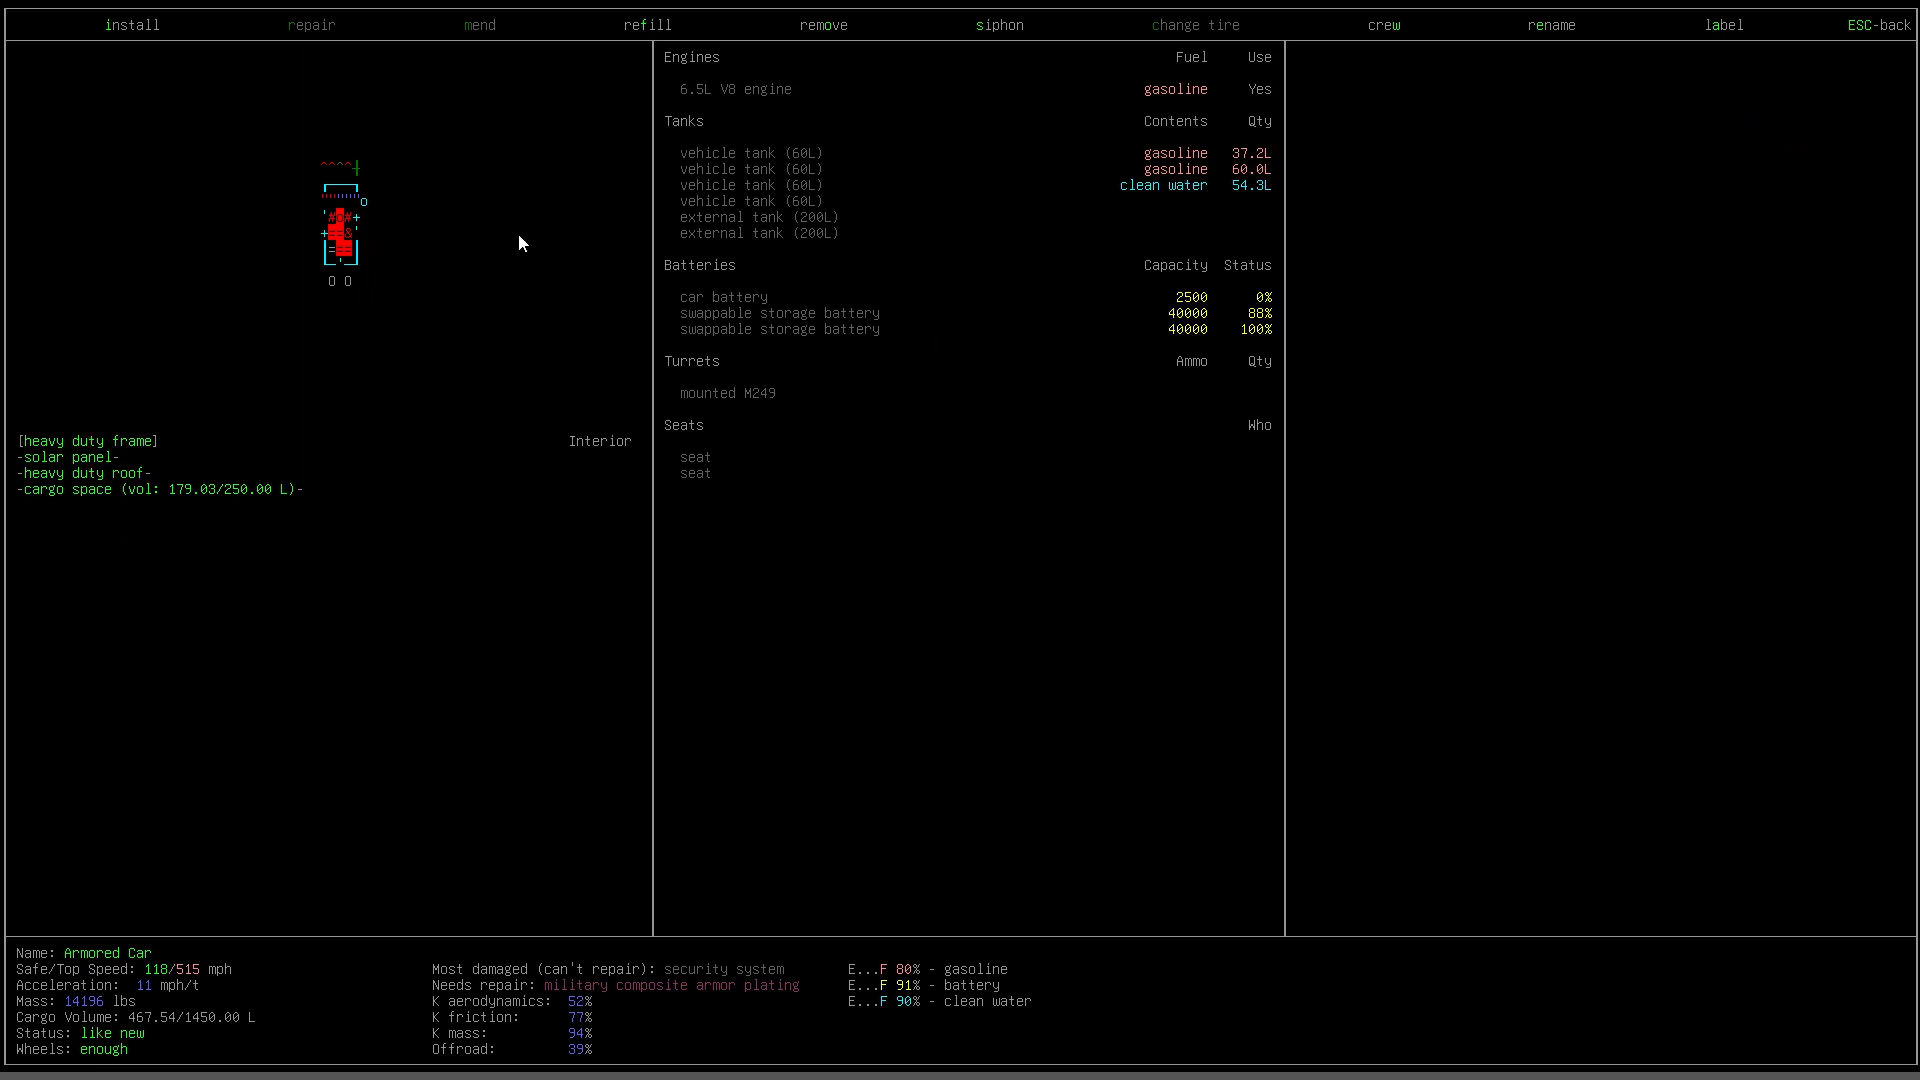 install repair mend refill remove siphon change tire crew rename label ESC-back
Engines Fuel Use
6.5L V8 engine gasoline Yes
Tanks Contents Qty
vehicle tank (60L) gasoline 37.2L
vehicle tank (60L) gasoline 60.0L
vehicle tank (60L) clean water 54.3L
vehicle tank (60L)
external tank (200L)
external tank (200L)
Batteries Capacity Status
car battery 2500 0%
swappable storage battery 40000 88%
swappable storage battery 40000 100%
Turrets Ammo Qty
mounted M249
Seats Who
seat
seat
[heavy duty frame] Interior
-solar panel-
-heavy duty roof-
-cargo space (vol: 179.03/250.00 L)-
Name: Armored Car
Safe/Top Speed: 118/515 mph
Acceleration: 11 mph/t
Mass: 14196 lbs
Cargo Volume: 467.54/1450.00 L
Status: like new
Wheels: enough
Most damaged (can't repair): security system
Needs repair: military composite armor plating
K aerodynamics: 52%
K friction: 77%
K mass: 94%
Offroad: 39%
E...F 80% - gasoline
E...F 91% - battery
E...F 90% - clean water